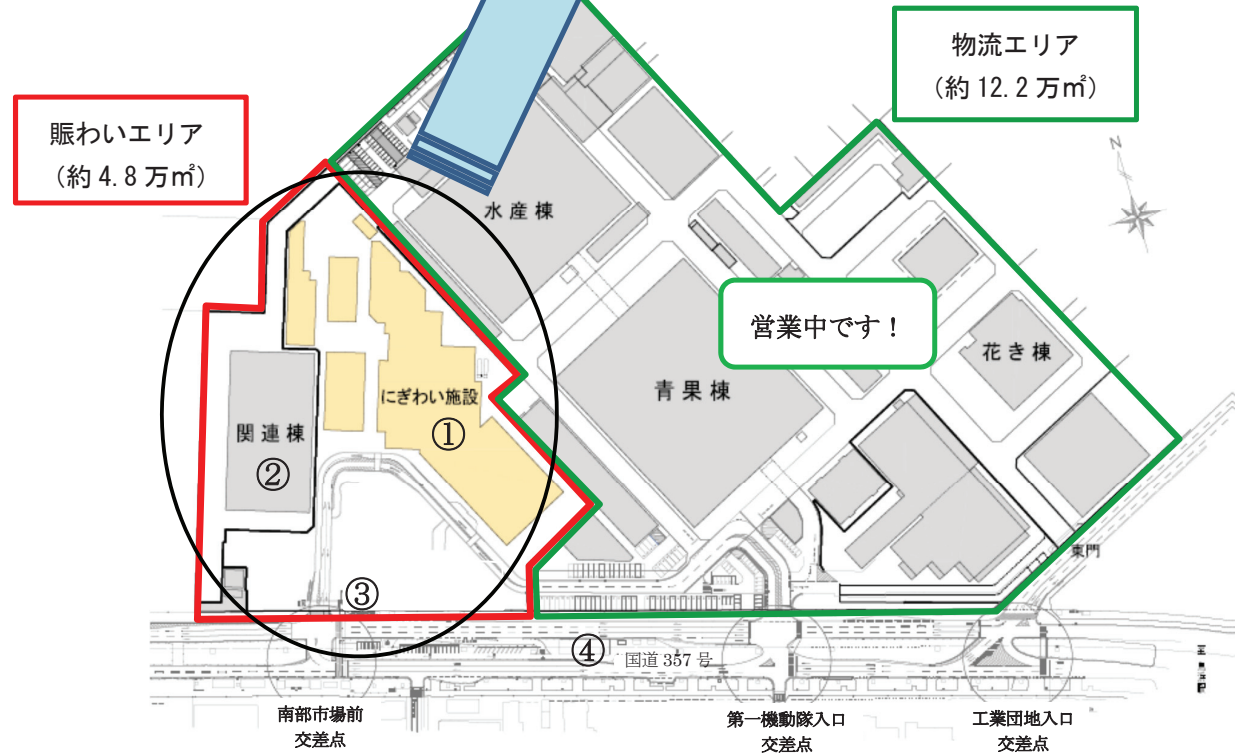 物流エリア
（約 12.2 万㎡）
賑わいエリア
（約 4.8 万㎡）
N
水産棟
営業中です！
花き棟
青果棟
にぎわい施設
①
関連棟
②
東門
③
④
国道 357 号
南部市場前
交差点
第一機動隊入口
交差点
工業団地入口
交差点